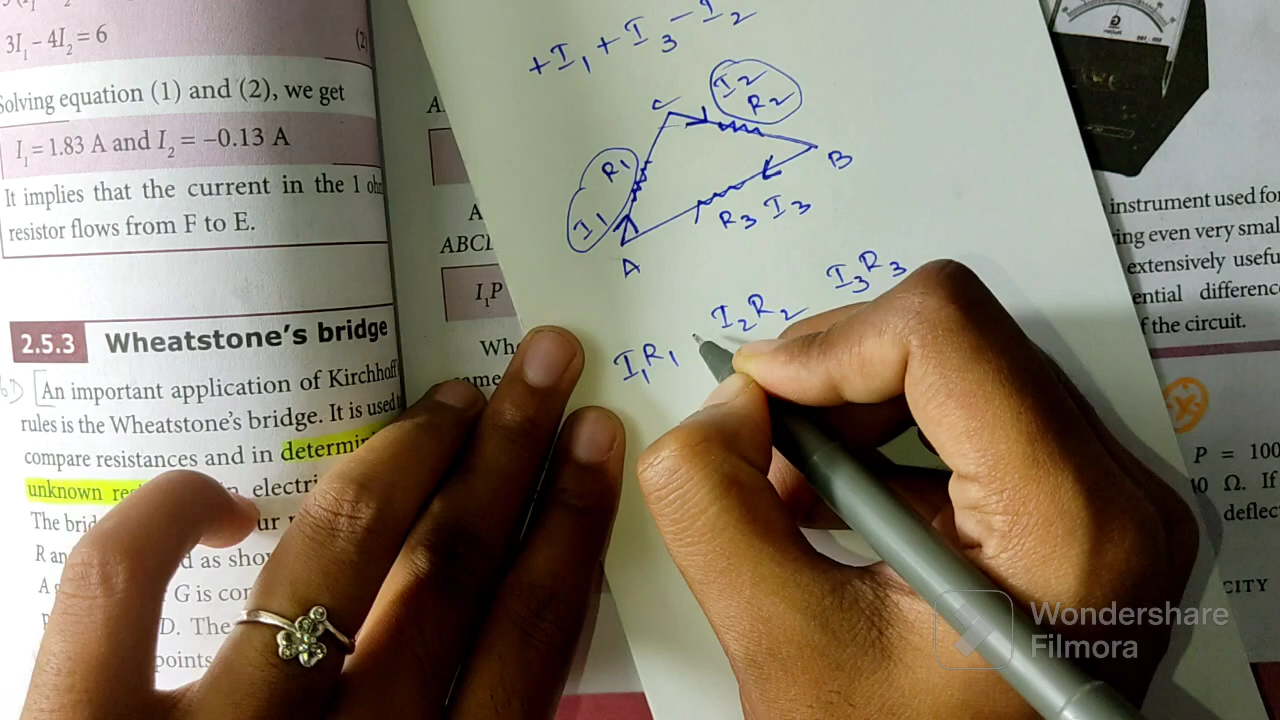 3I₁ – 4I₂ = 6
(2)
Solving equation (1) and (2), we get
I₁ = 1.83 A and I₂ = –0.13 A
It implies that the current in the 1 ohm
resistor flows from F to E.
2.5.3 Wheatstone's bridge
An important application of Kirchhoff
rules is the Wheatstone's bridge. It is used
compare resistances and in
unknown
in electri
The
ur
R an
d as sho
A
G is con
D. The
points
A
ABCD
I₁P
Wh
same
+I₁ + I₃ – I₂
C
I2
R2
B
R1
I1
R3 I3
A
I₁R₁ I₂R₂ I₃R₃
instrument used for
ing even very smal
extensively usefu
ential difference
f the circuit.
P = 100
10 Ω. If
deflec
CITY
Wondershare
Filmora